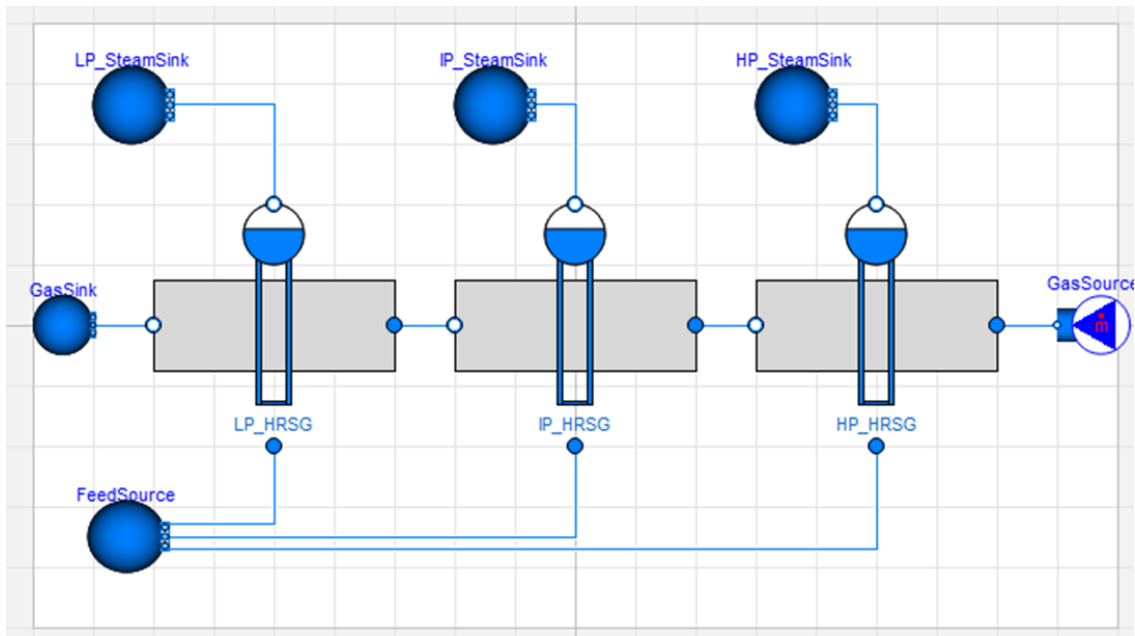 LP_SteamSink
IP_SteamSink
HP_SteamSink
GasSink
GasSource
ṁ
LP_HRSG
IP_HRSG
HP_HRSG
FeedSource